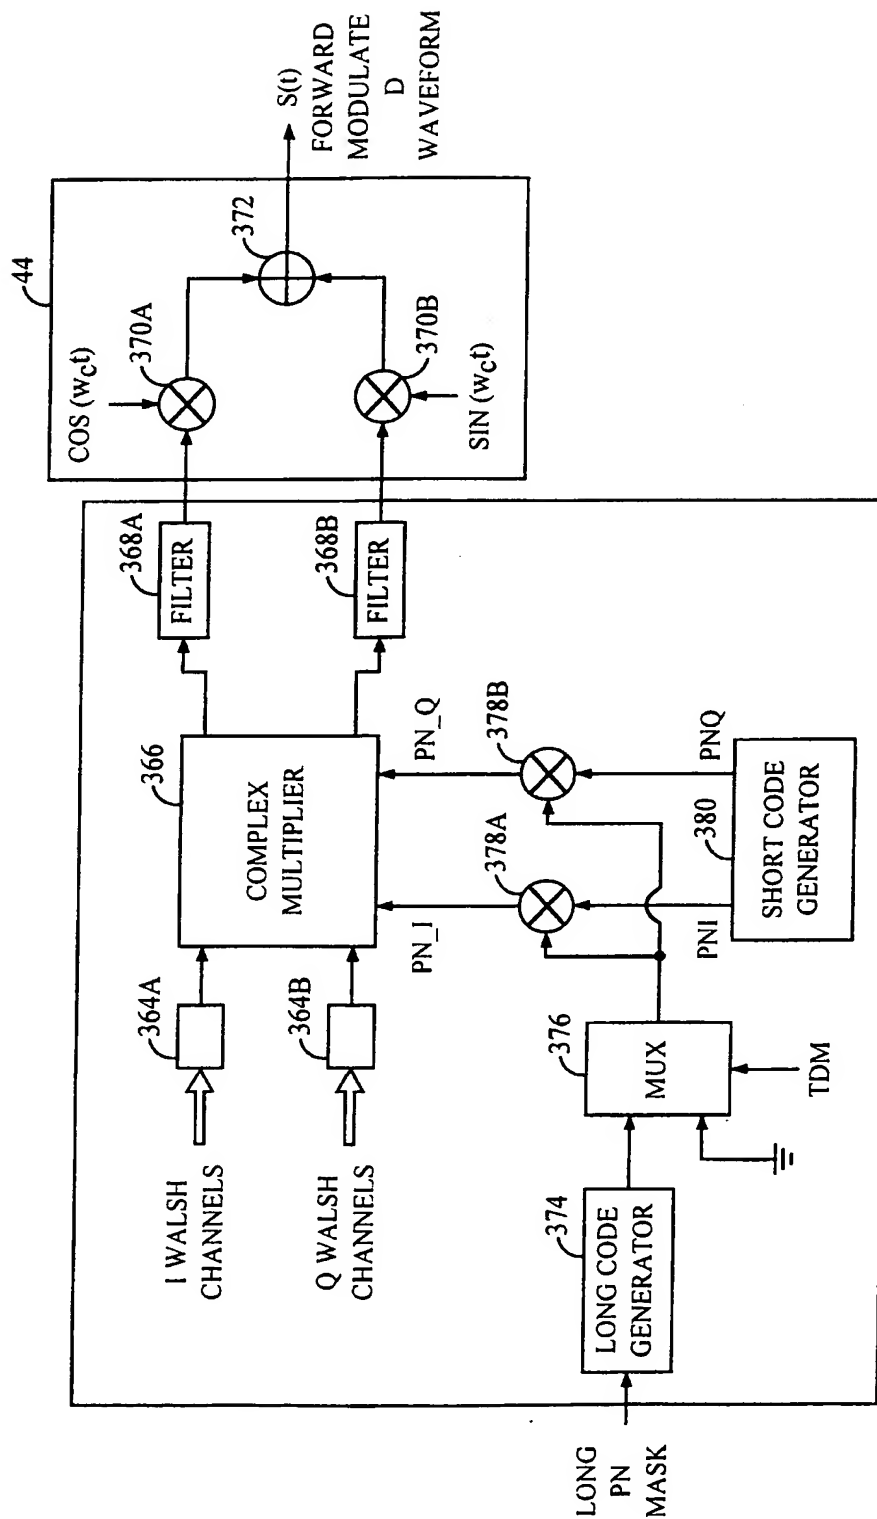 44
COS (wct)
370A
372
S(t)
FORWARD
MODULATE
D
WAVEFORM
370B
SIN (wct)
368A
FILTER
368B
FILTER
366
COMPLEX
MULTIPLIER
364A
364B
I WALSH
CHANNELS
Q WALSH
CHANNELS
PN_I
PN_Q
378A
378B
PNI
PNQ
380
SHORT CODE
GENERATOR
376
MUX
TDM
374
LONG CODE
GENERATOR
LONG
PN
MASK